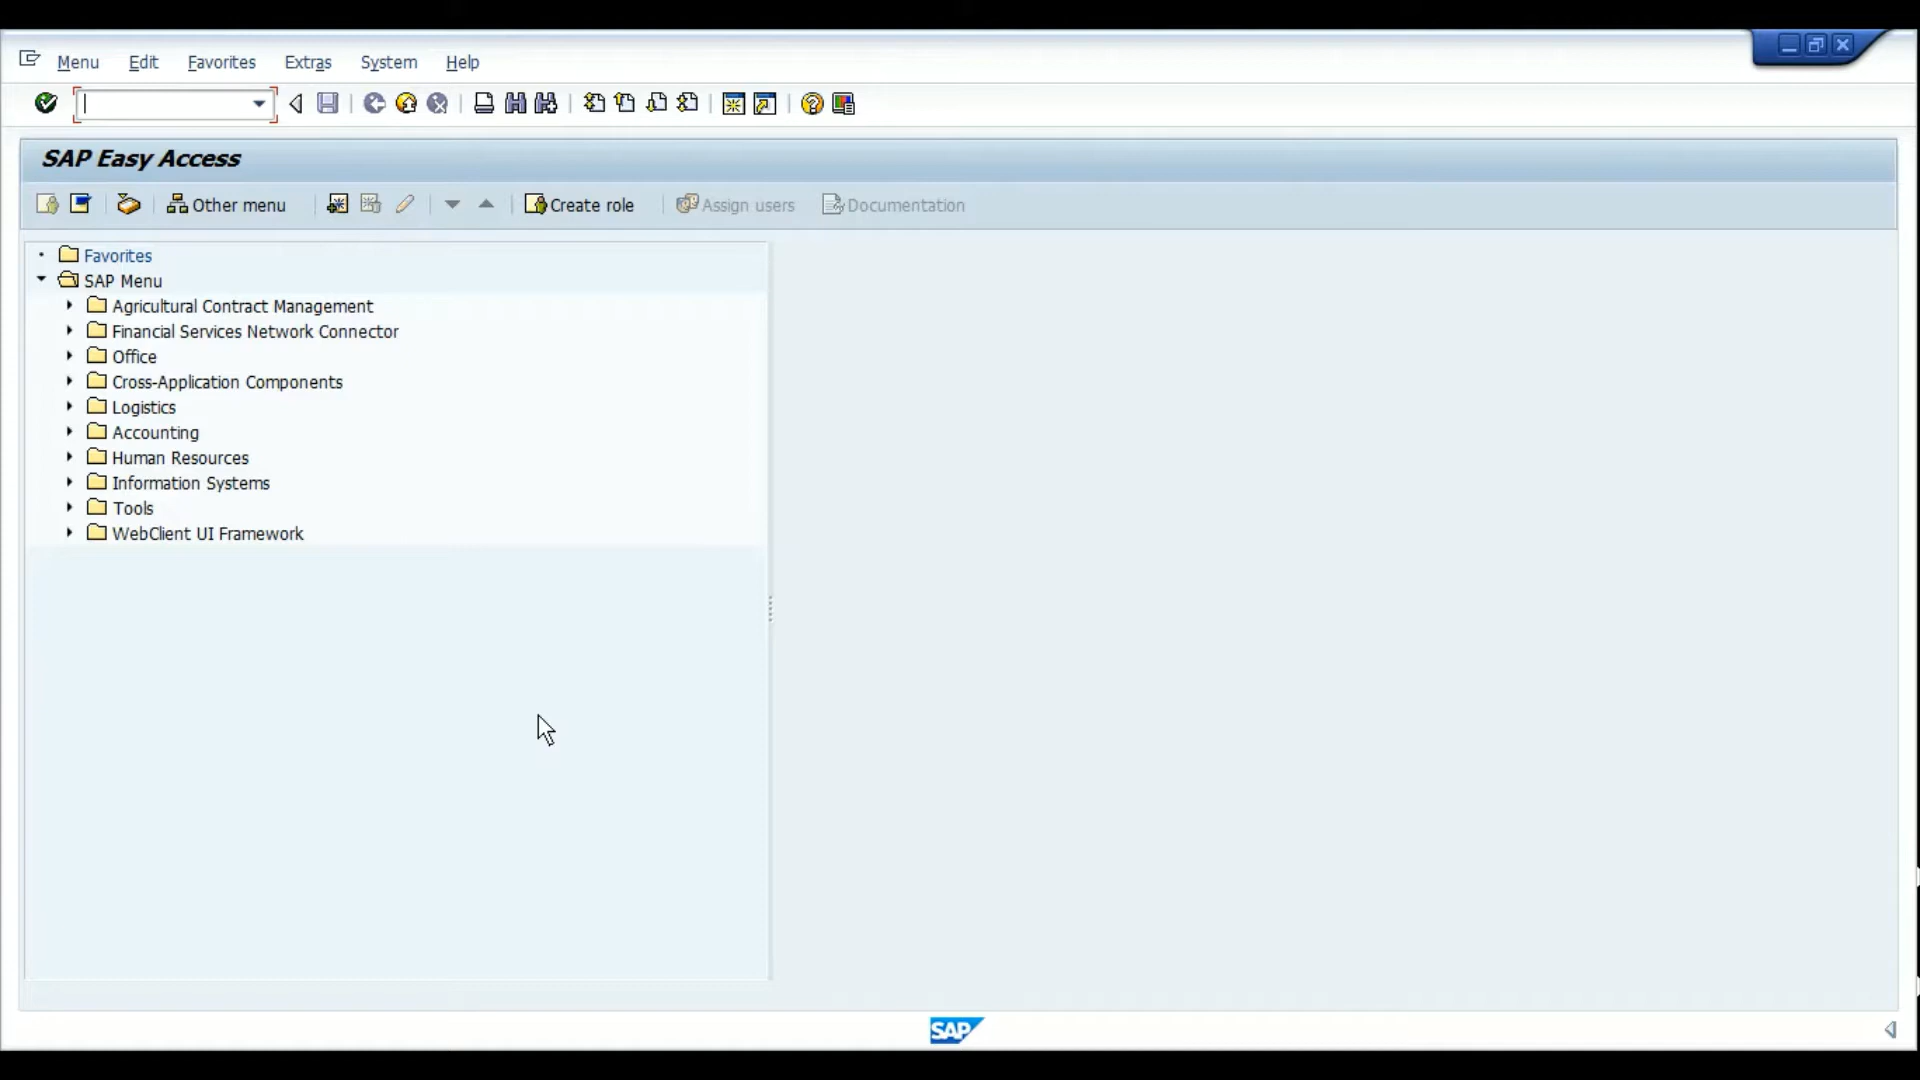 Menu Edit Favorites Extras System Help
SAP Easy Access
Other menu Create role Assign users Documentation
Favorites
SAP Menu
Agricultural Contract Management
Financial Services Network Connector
Office
Cross-Application Components
Logistics
Accounting
Human Resources
Information Systems
Tools
WebClient UI Framework
SAP